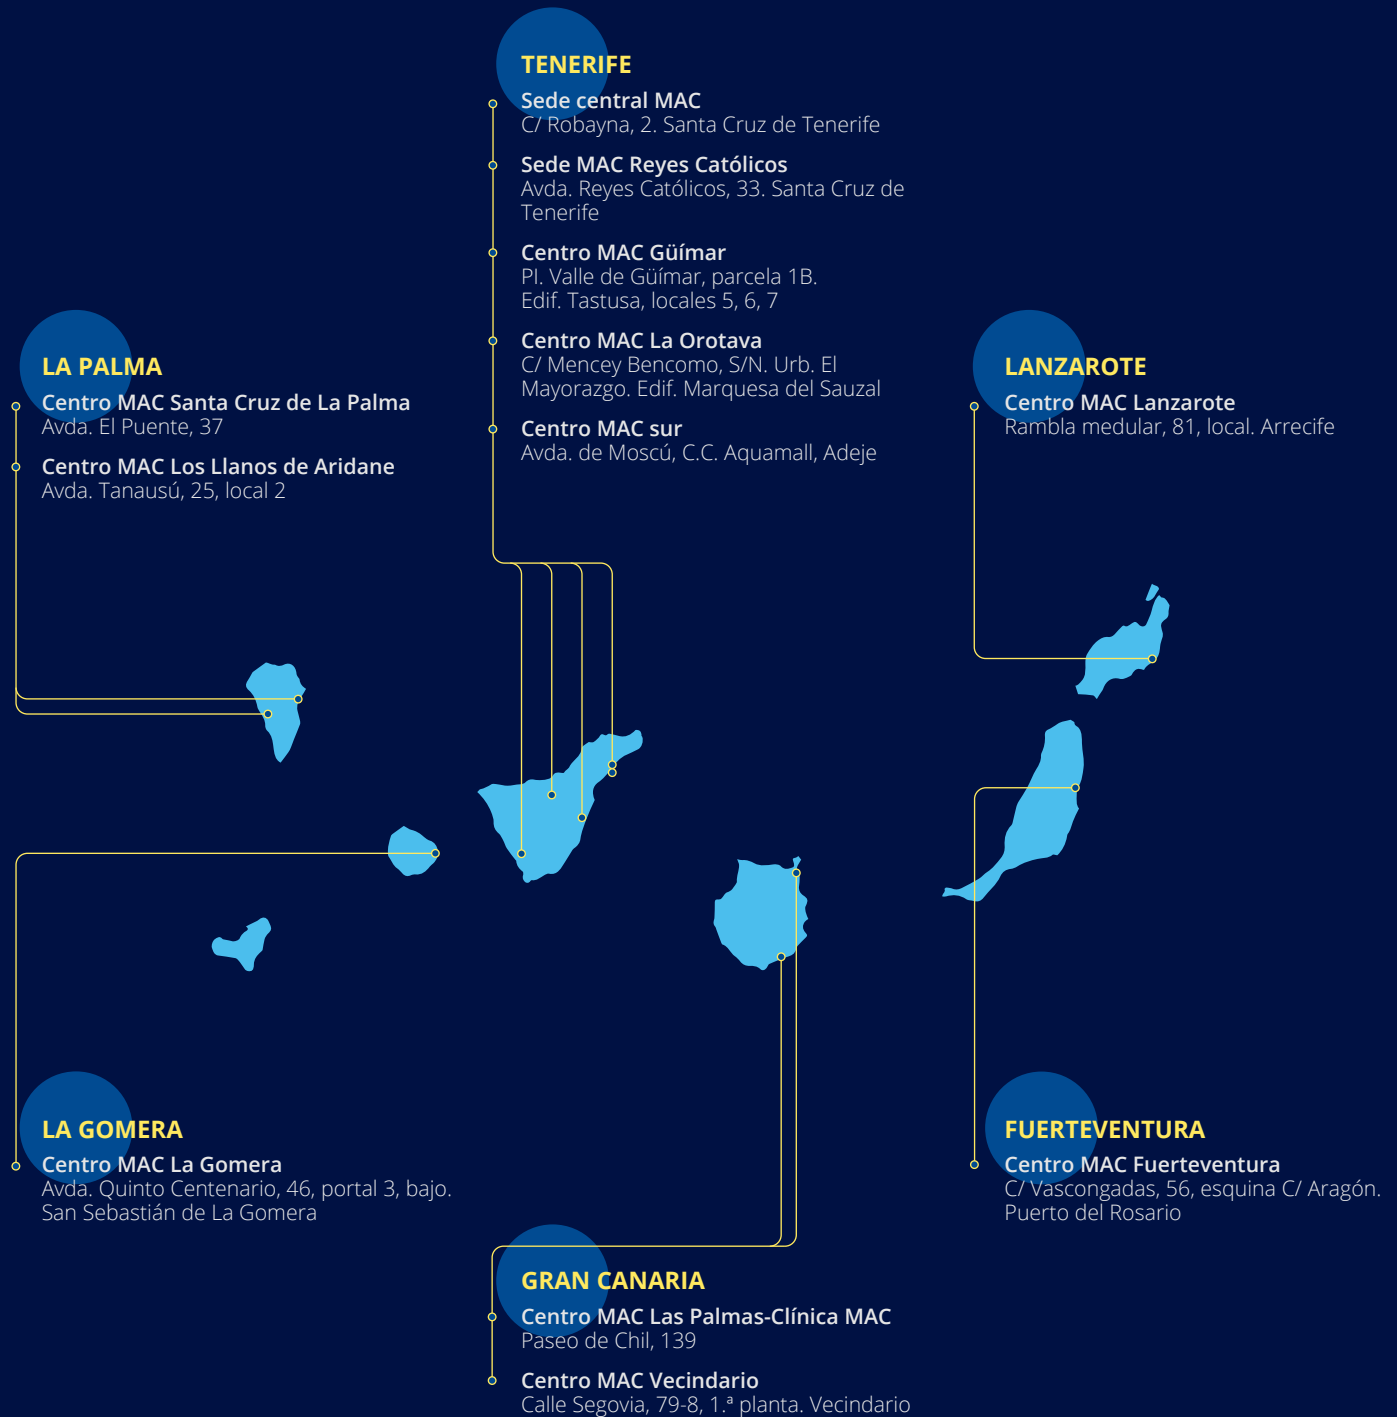 TENERIFE
Sede central MAC
C/ Robayna, 2. Santa Cruz de Tenerife
Sede MAC Reyes Católicos
Avda. Reyes Católicos, 33. Santa Cruz de
Tenerife
Centro MAC Güímar
PI. Valle de Güímar, parcela 1B.
Edif. Tastusa, locales 5, 6, 7
Centro MAC La Orotava
C/ Mencey Bencomo, S/N. Urb. El
Mayorazgo. Edif. Marquesa del Sauzal
Centro MAC sur
Avda. de Moscú, C.C. Aquamall, Adeje
LA PALMA
Centro MAC Santa Cruz de La Palma
Avda. El Puente, 37
Centro MAC Los Llanos de Aridane
Avda. Tanausú, 25, local 2
LANZAROTE
Centro MAC Lanzarote
Rambla medular, 81, local. Arrecife
LA GOMERA
Centro MAC La Gomera
Avda. Quinto Centenario, 46, portal 3, bajo.
San Sebastián de La Gomera
FUERTEVENTURA
Centro MAC Fuerteventura
C/ Vascongadas, 56, esquina C/ Aragón.
Puerto del Rosario
GRAN CANARIA
Centro MAC Las Palmas-Clínica MAC
Paseo de Chil, 139
Centro MAC Vecindario
Calle Segovia, 79-8, 1.ª planta. Vecindario